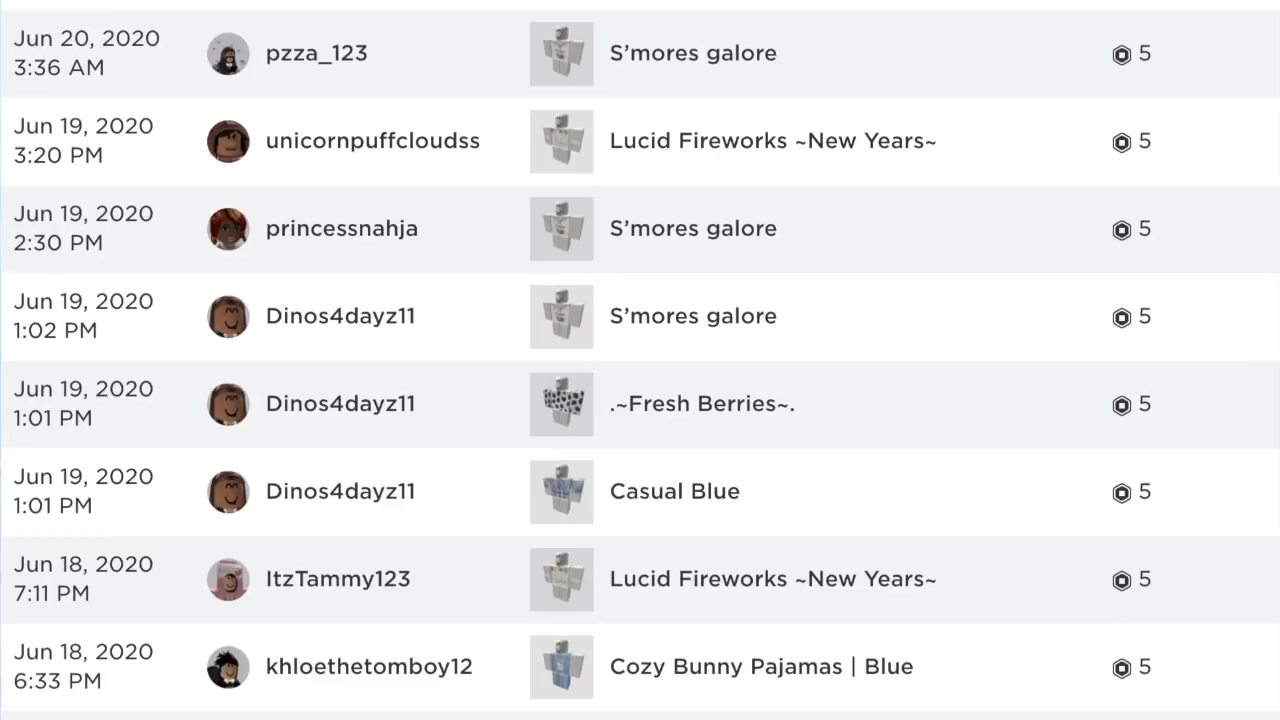 Jun 20, 2020
3:36 AM
pzza_123
S’mores galore
5
Jun 19, 2020
3:20 PM
unicornpuffcloudss
Lucid Fireworks ~New Years~
5
Jun 19, 2020
2:30 PM
princessnahja
S’mores galore
5
Jun 19, 2020
1:02 PM
Dinos4dayz11
S’mores galore
5
Jun 19, 2020
1:01 PM
Dinos4dayz11
.~Fresh Berries~.
5
Jun 19, 2020
1:01 PM
Dinos4dayz11
Casual Blue
5
Jun 18, 2020
7:11 PM
ItzTammy123
Lucid Fireworks ~New Years~
5
Jun 18, 2020
6:33 PM
khloethetomboy12
Cozy Bunny Pajamas | Blue
5